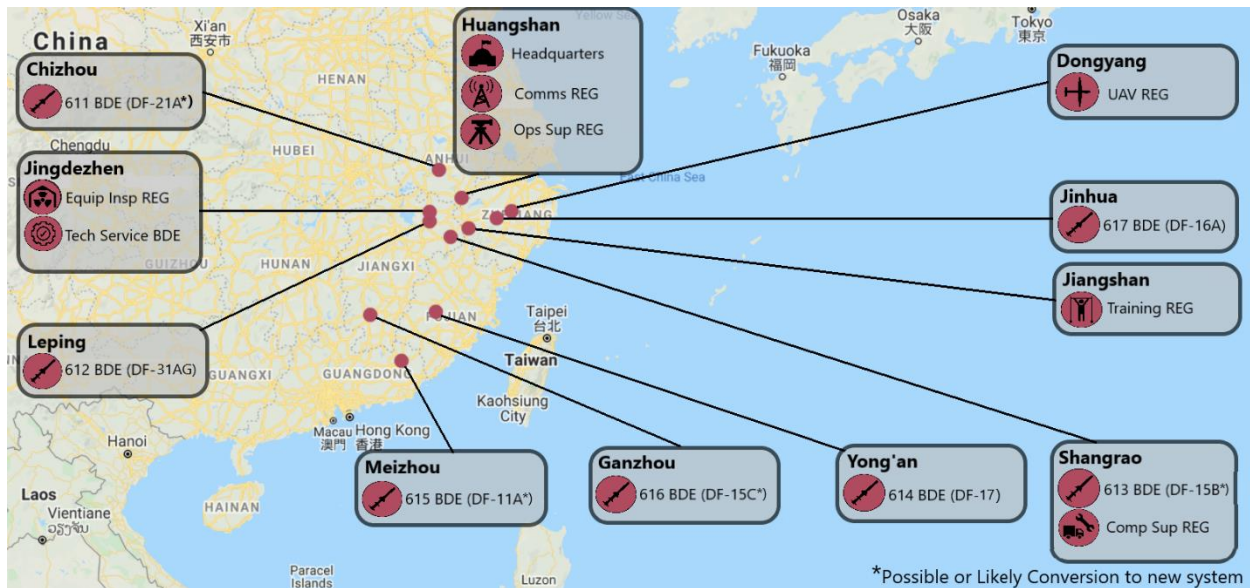 China
Xi'an
西安市
HENAN
Chengdu
HUBEI
ANHUI
ZHEJIANG
GUIZHOU
HUNAN
JIANGXI
FUJIAN
GUANGXI
GUANGDONG
Yellow Sea
East China Sea
Osaka
大阪
Tokyo
東京
Fukuoka
福岡
Taipei
台北
Taiwan
Kaohsiung
City
Macau
澳門
Hong Kong
香港
Hanoi
HAINAN
Laos
Vientiane
ວຽງຈັນ
Paracel
Islands
Luzon
Chizhou
611 BDE (DF-21A*)
Jingdezhen
Equip Insp REG
Tech Service BDE
Leping
612 BDE (DF-31AG)
Huangshan
Headquarters
Comms REG
Ops Sup REG
Dongyang
UAV REG
Jinhua
617 BDE (DF-16A)
Jiangshan
Training REG
Meizhou
615 BDE (DF-11A*)
Ganzhou
616 BDE (DF-15C*)
Yong'an
614 BDE (DF-17)
Shangrao
613 BDE (DF-15B*)
Comp Sup REG
*Possible or Likely Conversion to new system